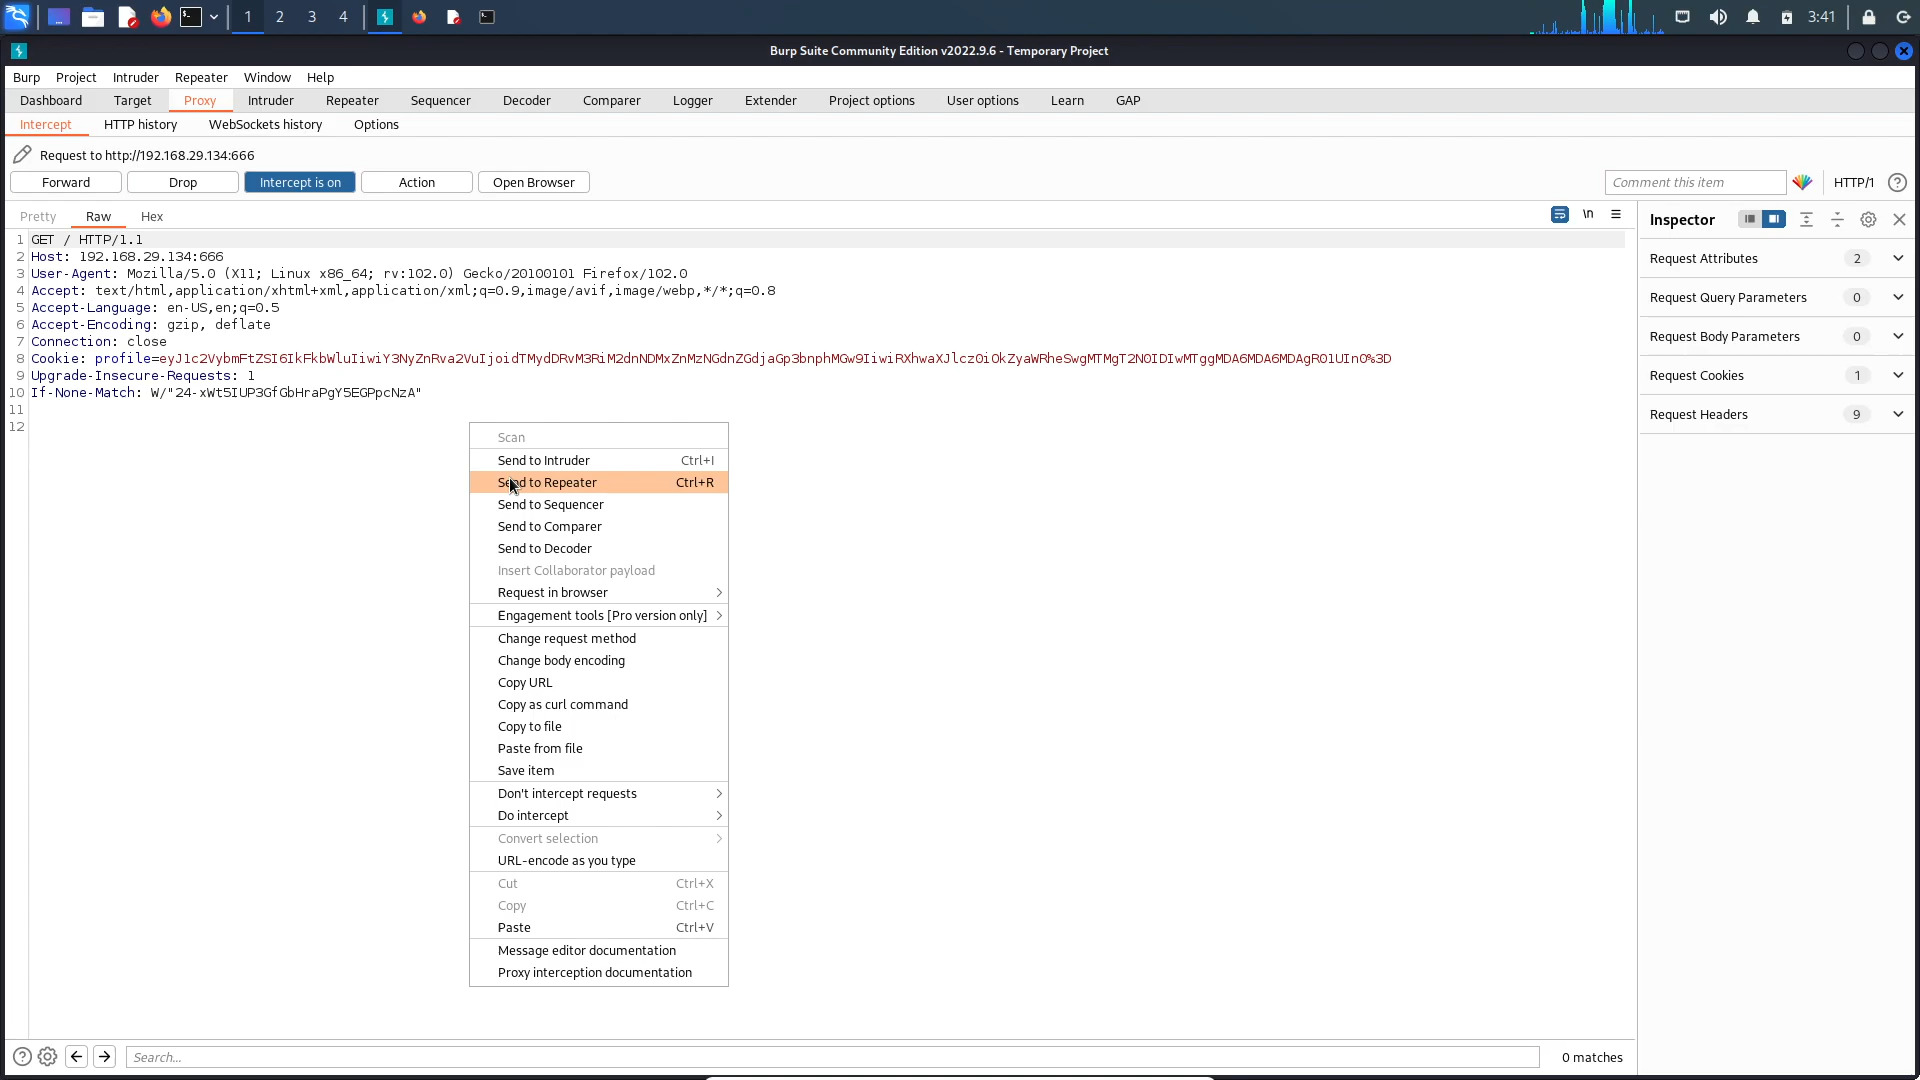 1 2 3 4 3:41
Burp Suite Community Edition v2022.9.6 - Temporary Project
Burp Project Intruder Repeater Window Help
Dashboard Target Proxy Intruder Repeater Sequencer Decoder Comparer Logger Extender Project options User options Learn GAP
Intercept HTTP history WebSockets history Options
Request to http://192.168.29.134:666
Forward Drop Intercept is on Action Open Browser Comment this item HTTP/1
Pretty Raw Hex \n
1 GET / HTTP/1.1
2 Host: 192.168.29.134:666
3 User-Agent: Mozilla/5.0 (X11; Linux x86_64; rv:102.0) Gecko/20100101 Firefox/102.0
4 Accept: text/html,application/xhtml+xml,application/xml;q=0.9,image/avif,image/webp,*/*;q=0.8
5 Accept-Language: en-US,en;q=0.5
6 Accept-Encoding: gzip, deflate
7 Connection: close
8 Cookie: profile=eyJ1c2VybmFtZSI6IkFkbWluIiwiY3NyZnRva2VuIjoidTMydDRvM3RiM2dnNDMxZnMzNGdnZGdjaGp3bnphMGw9IiwiRXhwaXJlcz0iOkZyaWRheSwgMTMgT2N0IDIwMTggMDA6MDA6MDAgR01UIn0%3D
9 Upgrade-Insecure-Requests: 1
10 If-None-Match: W/"24-xWt5IUP3GfGbHraPgY5EGPpcNzA"
11
12
Scan
Send to Intruder Ctrl+I
Send to Repeater Ctrl+R
Send to Sequencer
Send to Comparer
Send to Decoder
Insert Collaborator payload
Request in browser
Engagement tools [Pro version only]
Change request method
Change body encoding
Copy URL
Copy as curl command
Copy to file
Paste from file
Save item
Don't intercept requests
Do intercept
Convert selection
URL-encode as you type
Cut Ctrl+X
Copy Ctrl+C
Paste Ctrl+V
Message editor documentation
Proxy interception documentation
Inspector
Request Attributes 2
Request Query Parameters 0
Request Body Parameters 0
Request Cookies 1
Request Headers 9
Search... 0 matches